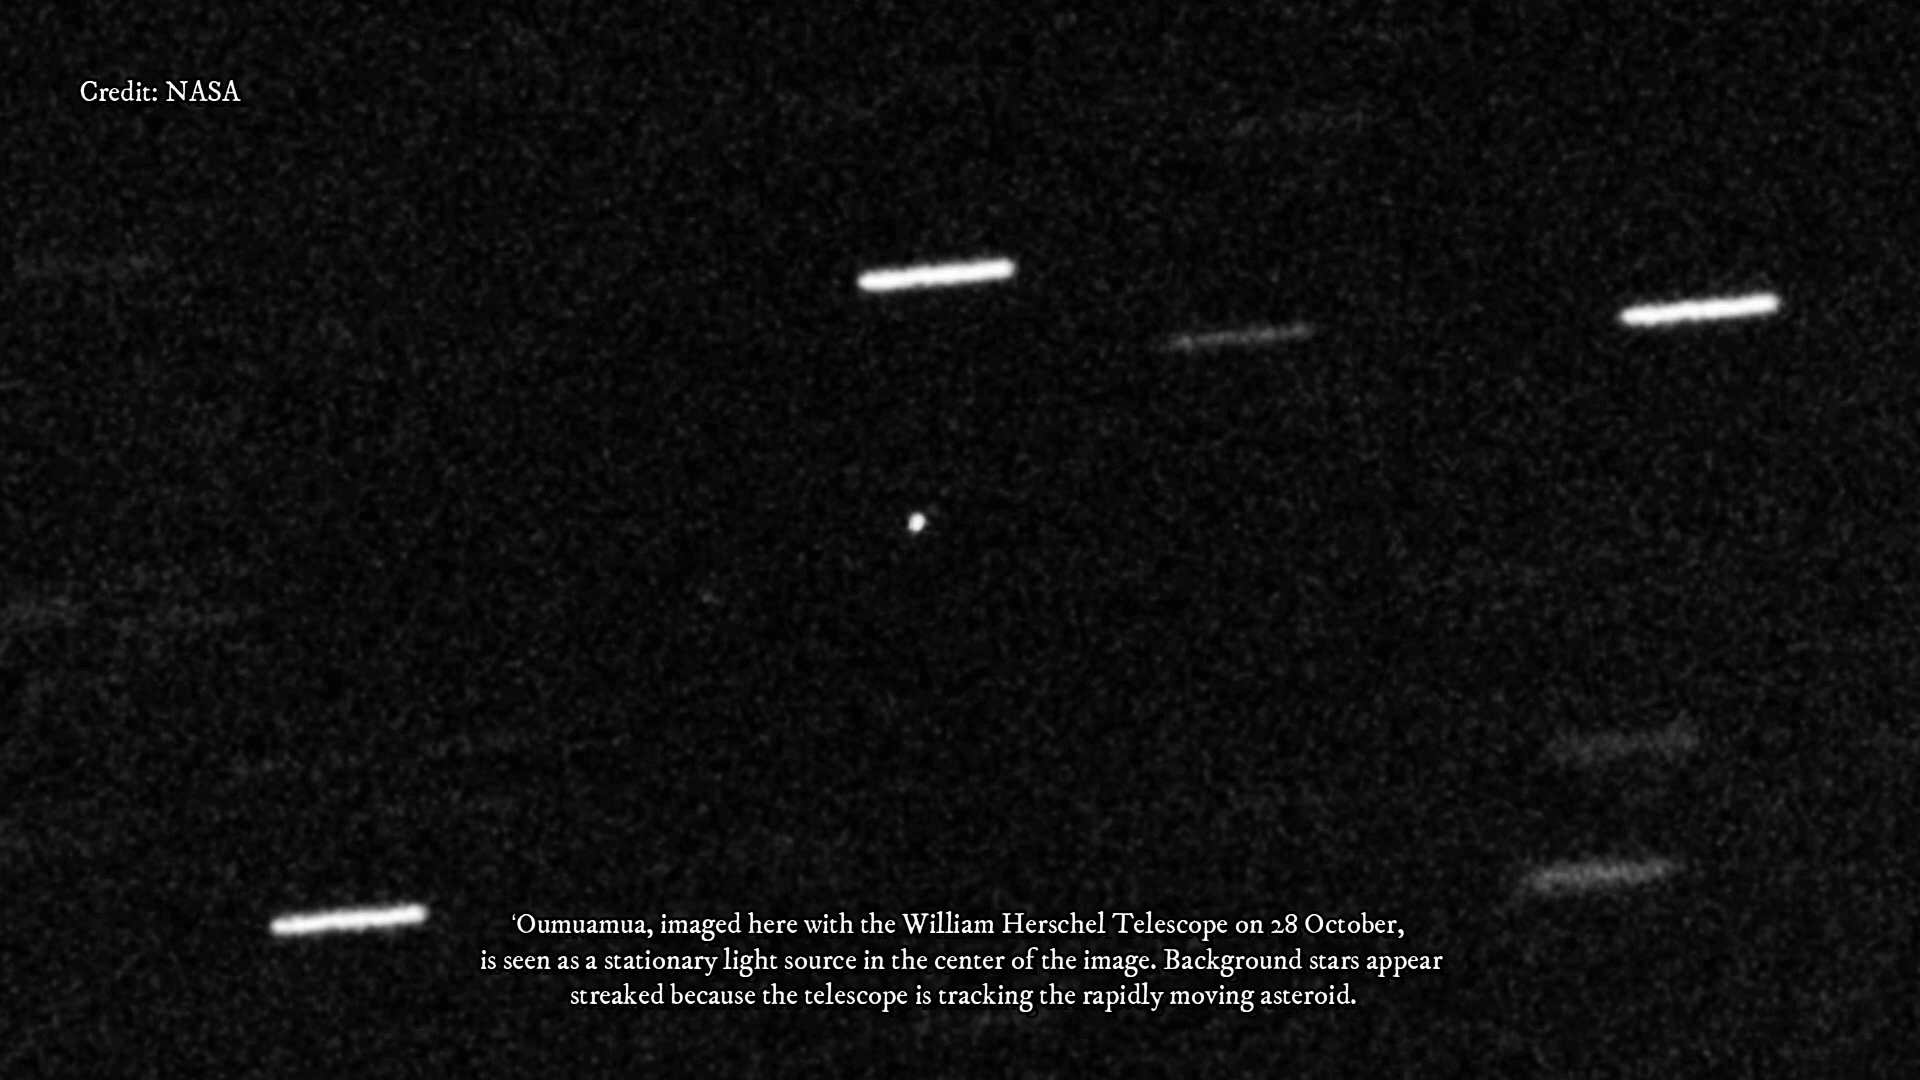 Credit: NASA
‘Oumuamua, imaged here with the William Herschel Telescope on 28 October,
is seen as a stationary light source in the center of the image. Background stars appear
streaked because the telescope is tracking the rapidly moving asteroid.